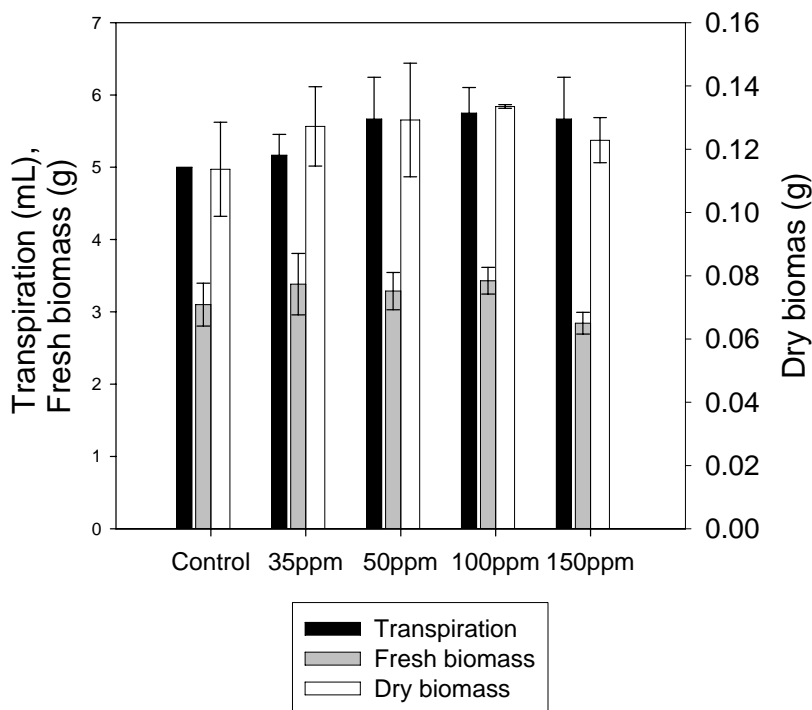 Transpiration (mL),
Fresh biomass (g)
7
6
5
4
3
2
1
0
0.16
0.14
0.12
0.10
0.08
0.06
0.04
0.02
0.00
Dry biomas (g)
Control 35ppm 50ppm 100ppm 150ppm
Transpiration
Fresh biomass
Dry biomass